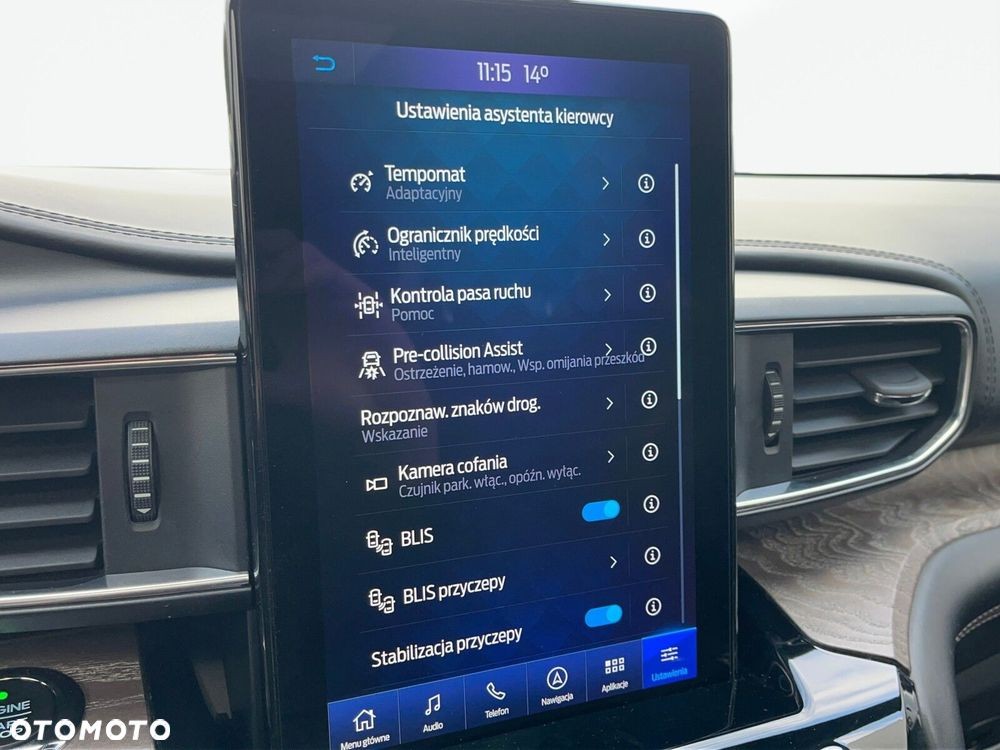 11:15 14°
Ustawienia asystenta kierowcy
Tempomat
Adaptacyjny
Ogranicznik prędkości
Inteligentny
Kontrola pasa ruchu
Pomoc
Pre-collision Assist
Ostrzeżenie, hamow., Wsp. omijania przeszkód
Rozpoznaw. znaków drog.
Wskazanie
Kamera cofania
Czujnik park. włąc., opóźn. wyłąc.
BLIS
BLIS przyczepy
Stabilizacja przyczepy
Menu główne
Audio
Telefon
Nawigacja
Aplikacje
Ustawienia
OTOMOTO